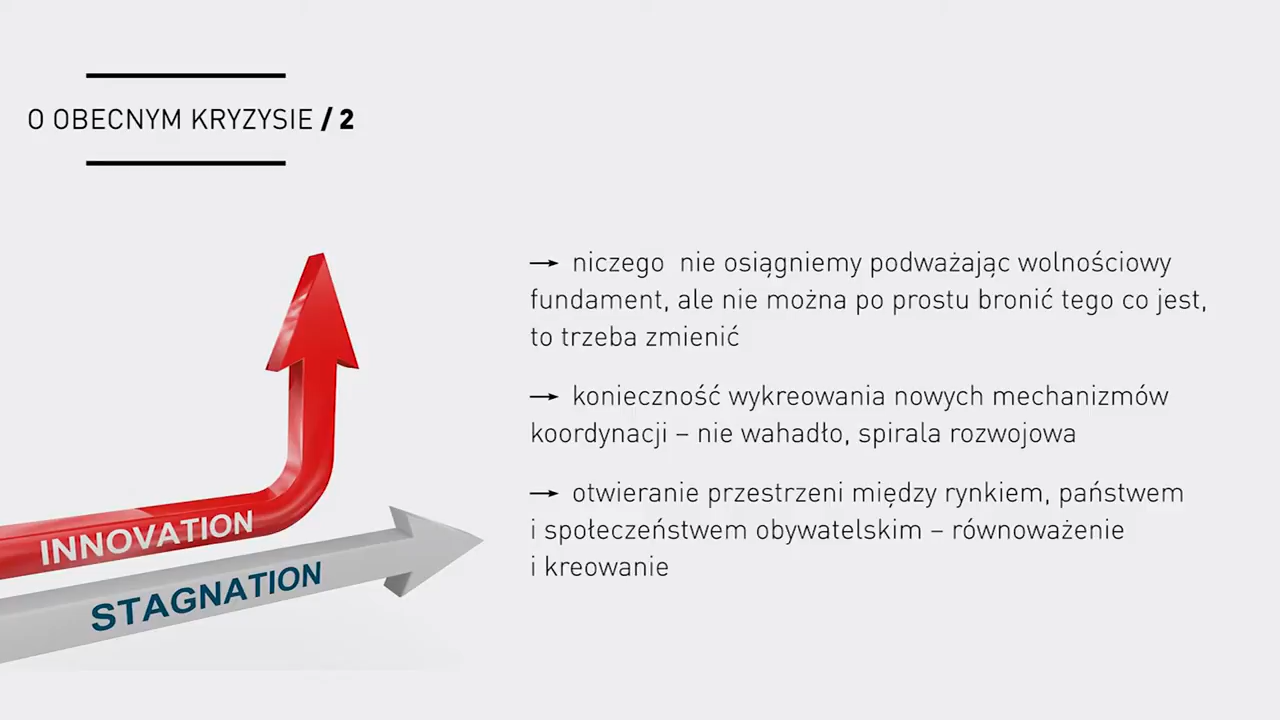 O OBECNYM KRYZYSIE / 2
→ niczego nie osiągniemy podważając wolnościowy
fundament, ale nie można po prostu bronić tego co jest,
to trzeba zmienić
→ konieczność wykreowania nowych mechanizmów
koordynacji – nie wahadło, spirala rozwojowa
→ otwieranie przestrzeni między rynkiem, państwem
i społeczeństwem obywatelskim – równoważenie
i kreowanie
INNOVATION
STAGNATION